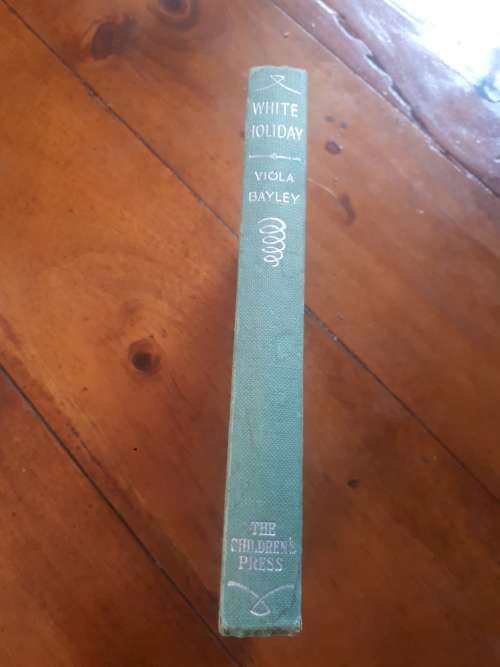 WHITE
HOLIDAY
VIOLA
BAYLEY
THE
CHILDREN'S
PRESS